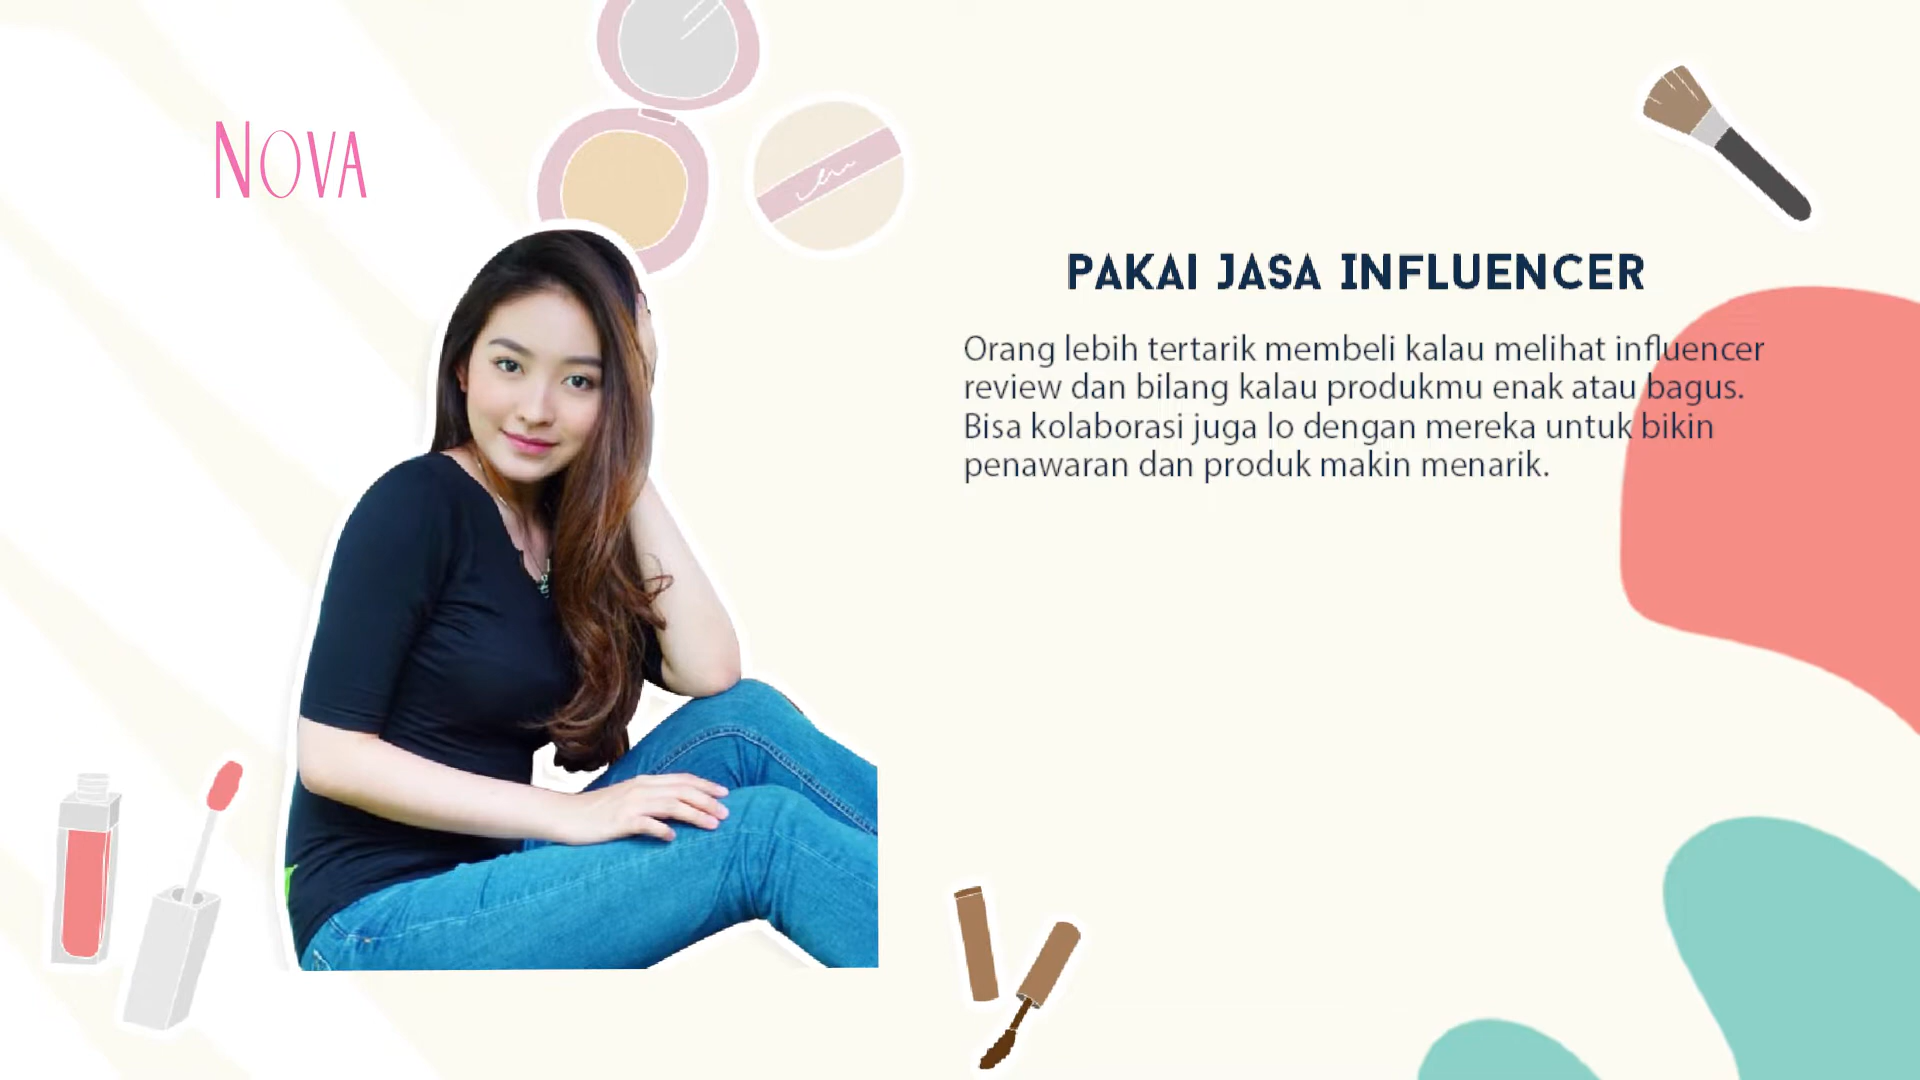 NOVA
PAKAI JASA INFLUENCER
Orang lebih tertarik membeli kalau melihat influencer
review dan bilang kalau produkmu enak atau bagus.
Bisa kolaborasi juga lo dengan mereka untuk bikin
penawaran dan produk makin menarik.